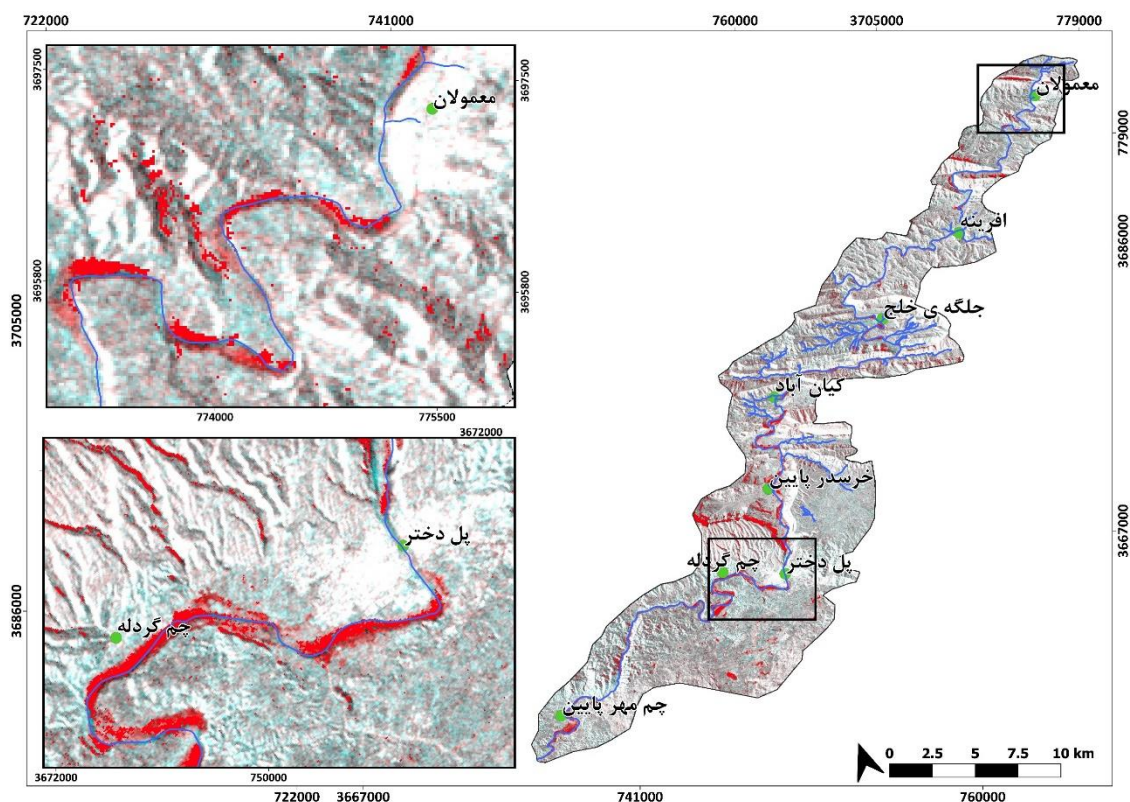 722000 741000 760000 3705000 779000
3697500
3697500
معمولان
3695800
3695800
3705000
774000 775500
3672000
پل دختر
چم گردله
3686000
3672000 750000
722000 3667000
معمولان
779000
افرینه
3686000
جلگه ی خلج
کیان آباد
خرسدر پایین
3667000
چم گردله
پل دختر
چم مهر پایین
0 2.5 5 7.5 10 km
741000 760000